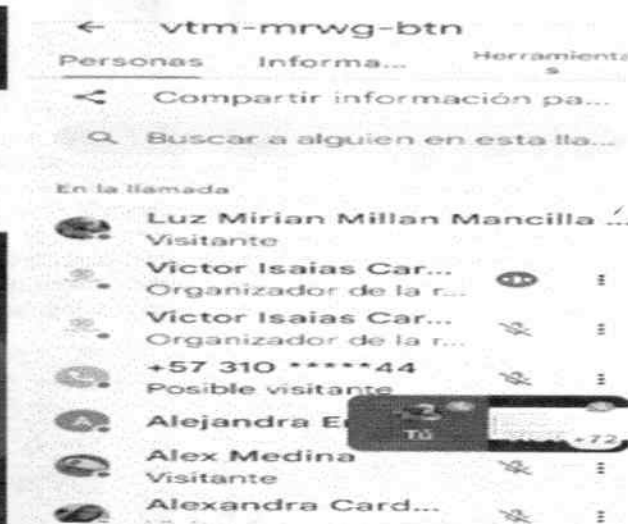 vtm-mrwg-btn
Personas Informa... Herramientas
Compartir información pa...
Buscar a alguien en esta lla...
En la llamada
Luz Mirian Millan Mancilla ...
Visitante
Victor Isaias Car...
Organizador de la r...
Victor Isaias Car...
Organizador de la r...
+57 310 *****44
Posible visitante
Alejandra
Tú
+72
Alex Medina
Visitante
Alexandra Card...